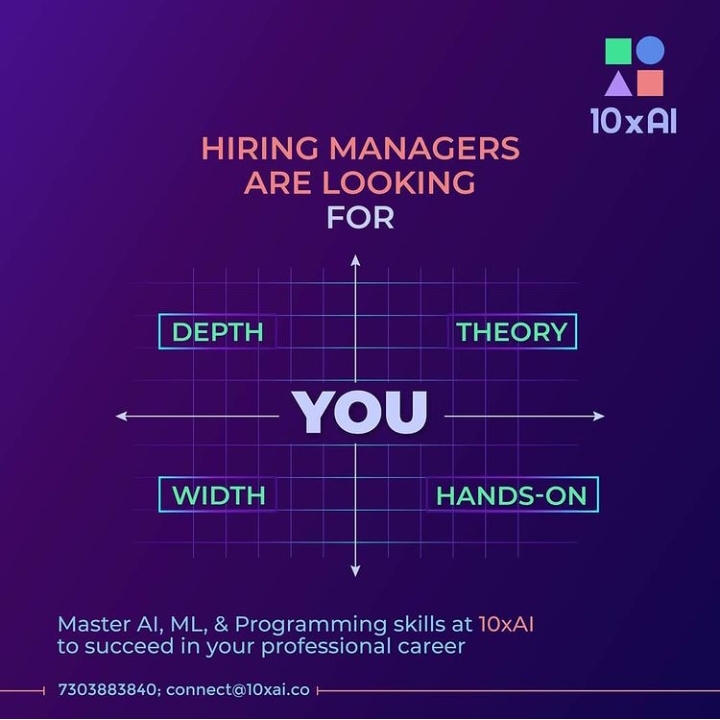 10xAI
HIRING MANAGERS
ARE LOOKING
FOR
DEPTH
THEORY
YOU
WIDTH
HANDS-ON
Master AI, ML, & Programming skills at 10xAI
to succeed in your professional career
7303883840; connect@10xai.co